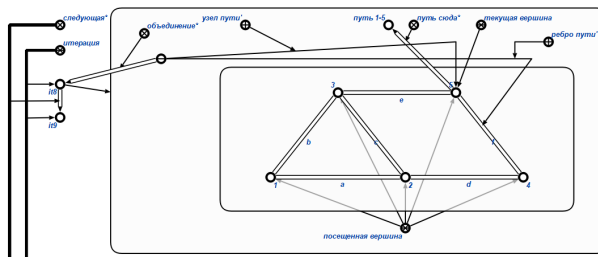 следующая*
объединение*
узел пути'
путь 1-5
путь сюда*
текущая вершина
итерация
ребро пути'
it8
it9
3
5
e
b
c
f
1
a
2
d
4
посещенная вершина